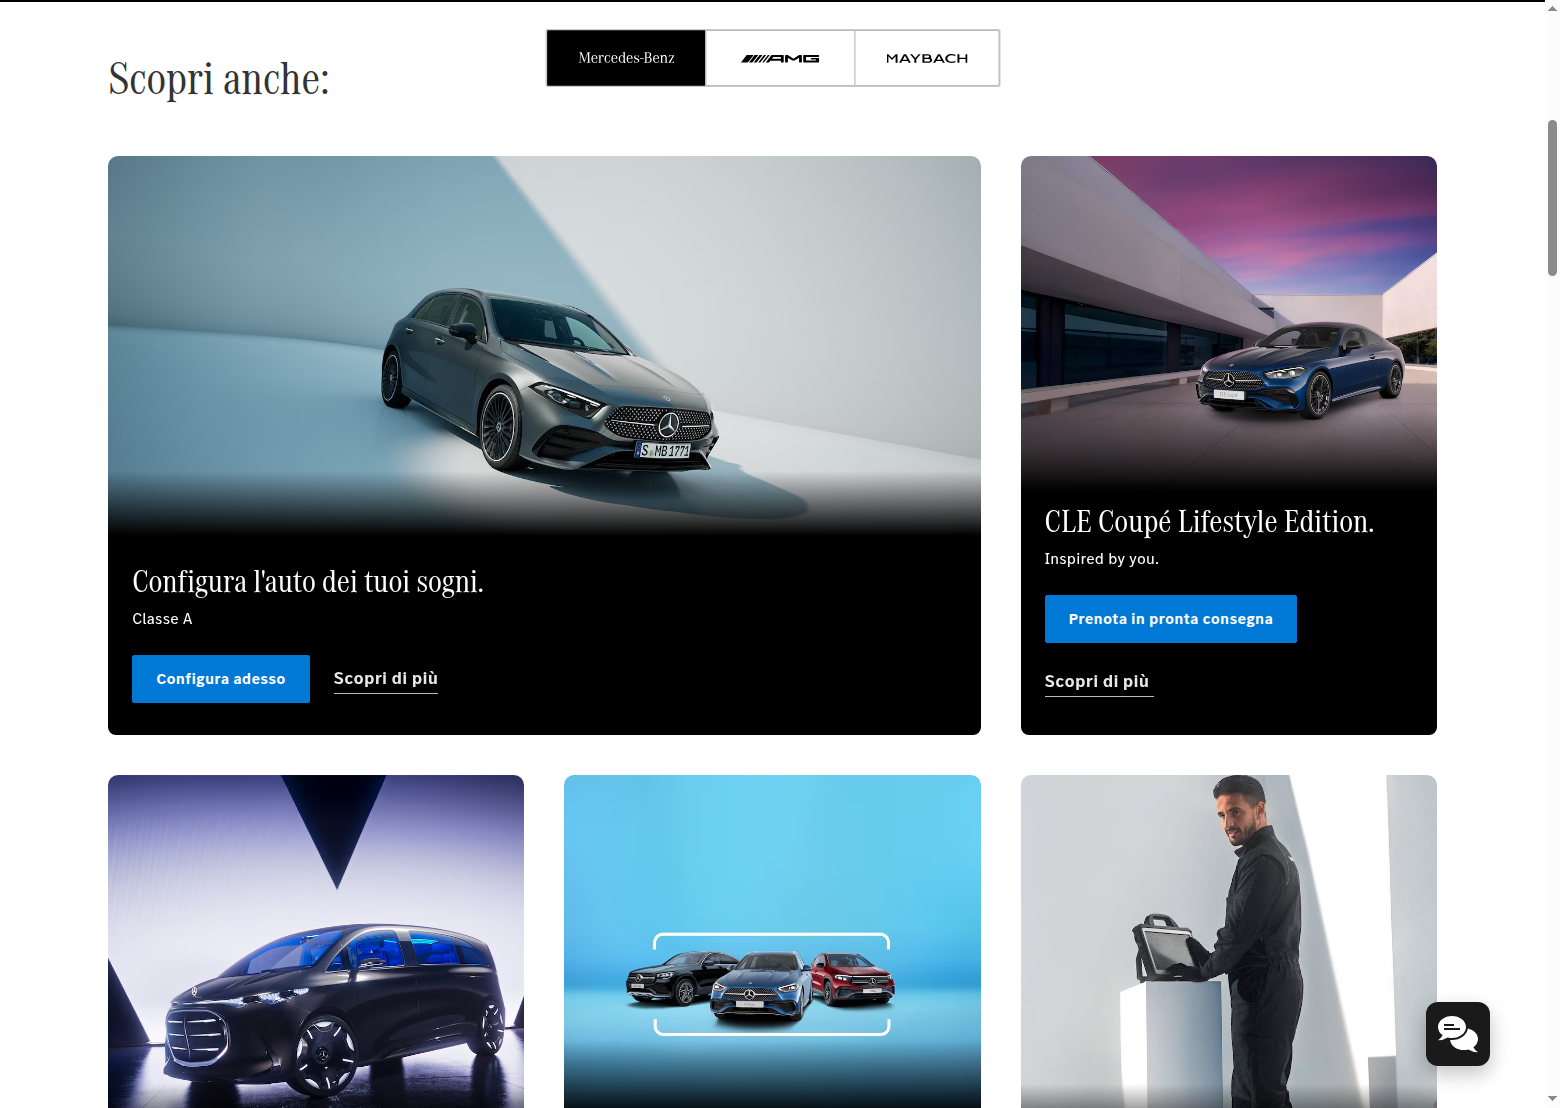 Mercedes-Benz
AMG
MAYBACH
Scopri anche:
S MB 1771
Configura l'auto dei tuoi sogni.
Classe A
Configura adesso
Scopri di più
CLE Coupé Lifestyle Edition.
Inspired by you.
Prenota in pronta consegna
Scopri di più